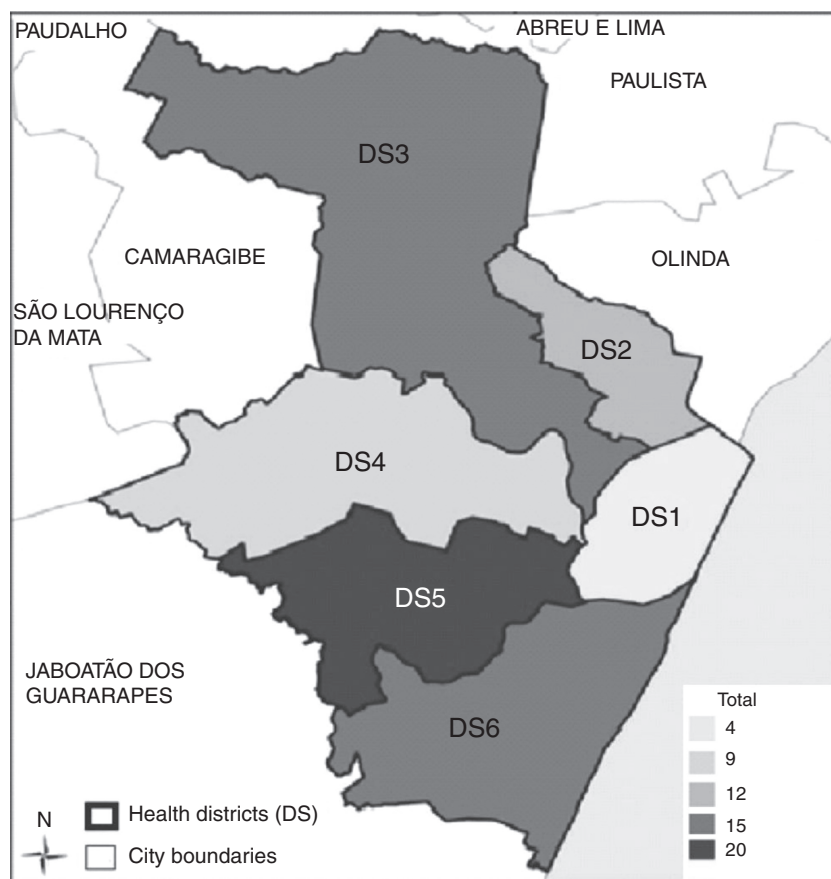 PAUDALHO
ABREU E LIMA
PAULISTA
DS3
CAMARAGIBE
OLINDA
SÃO LOURENÇO
DA MATA
DS2
DS4
DS1
DS5
JABOATÃO DOS
GUARARAPES
DS6
Total
4
9
12
15
20
N
Health districts (DS)
City boundaries